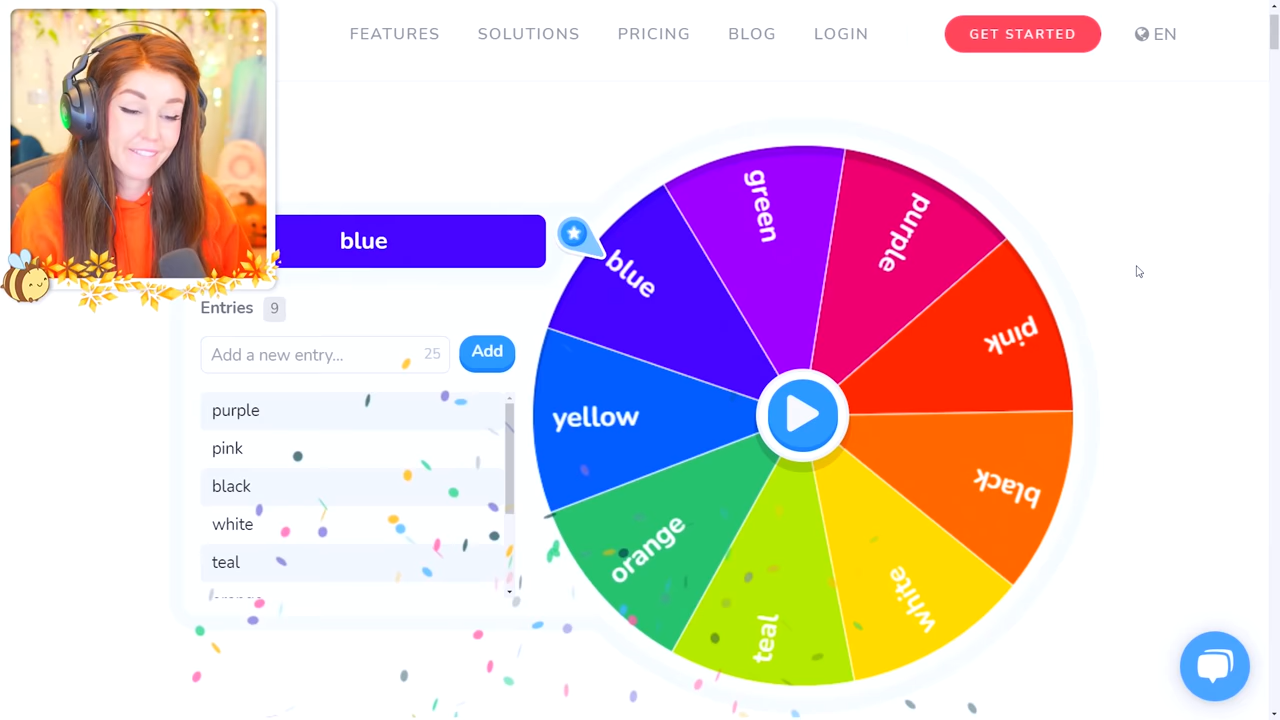 FEATURES
SOLUTIONS
PRICING
BLOG
LOGIN
GET STARTED
EN
blue
Entries 9
Add a new entry... 25
Add
purple
pink
black
white
teal
orange
green
purple
pink
black
white
teal
orange
yellow
blue